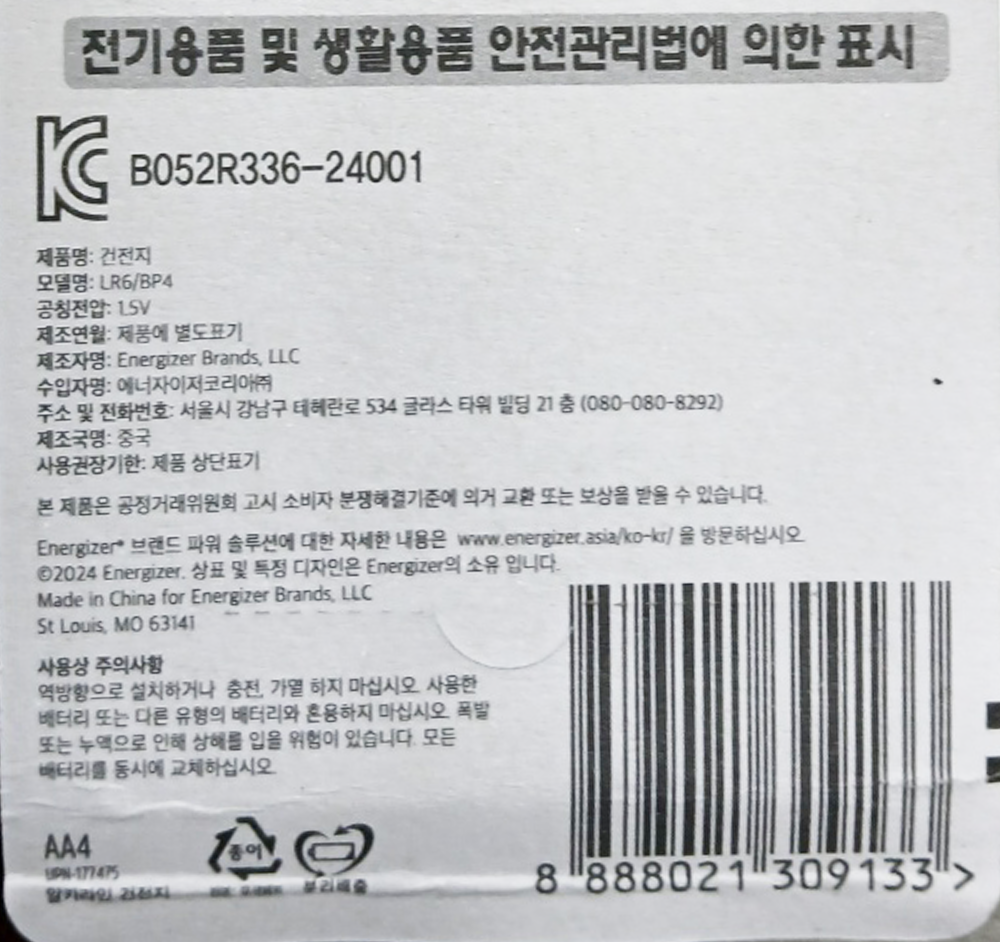 전기용품 및 생활용품 안전관리법에 의한 표시
B052R336-24001
제품명: 건전지
모델명: LR6/BP4
공칭전압: 1.5V
제조연월: 제품에 별도표기
제조자명: Energizer Brands, LLC
수입자명: 에너자이저코리아㈜
주소 및 전화번호: 서울시 강남구 테헤란로 534 글라스 타워 빌딩 21 층 (080-080-8292)
제조국명: 중국
사용권장기한: 제품 상단표기
본 제품은 공정거래위원회 고시 소비자 분쟁해결기준에 의거 교환 또는 보상을 받을 수 있습니다.
Energizer® 브랜드 파워 솔루션에 대한 자세한 내용은 www.energizer.asia/ko-kr/ 을 방문하십시오.
©2024 Energizer. 상표 및 특정 디자인은 Energizer의 소유 입니다.
Made in China for Energizer Brands, LLC
St Louis, MO 63141
사용상 주의사항
역방향으로 설치하거나 충전, 가열 하지 마십시오. 사용한
배터리 또는 다른 유형의 배터리와 혼용하지 마십시오. 폭발
또는 누액으로 인해 상해를 입을 위험이 있습니다. 모든
배터리를 동시에 교체하십시오.
AA4
UPN-177475
알카라인 건전지
종이
분리배출
8 888021 309133 >